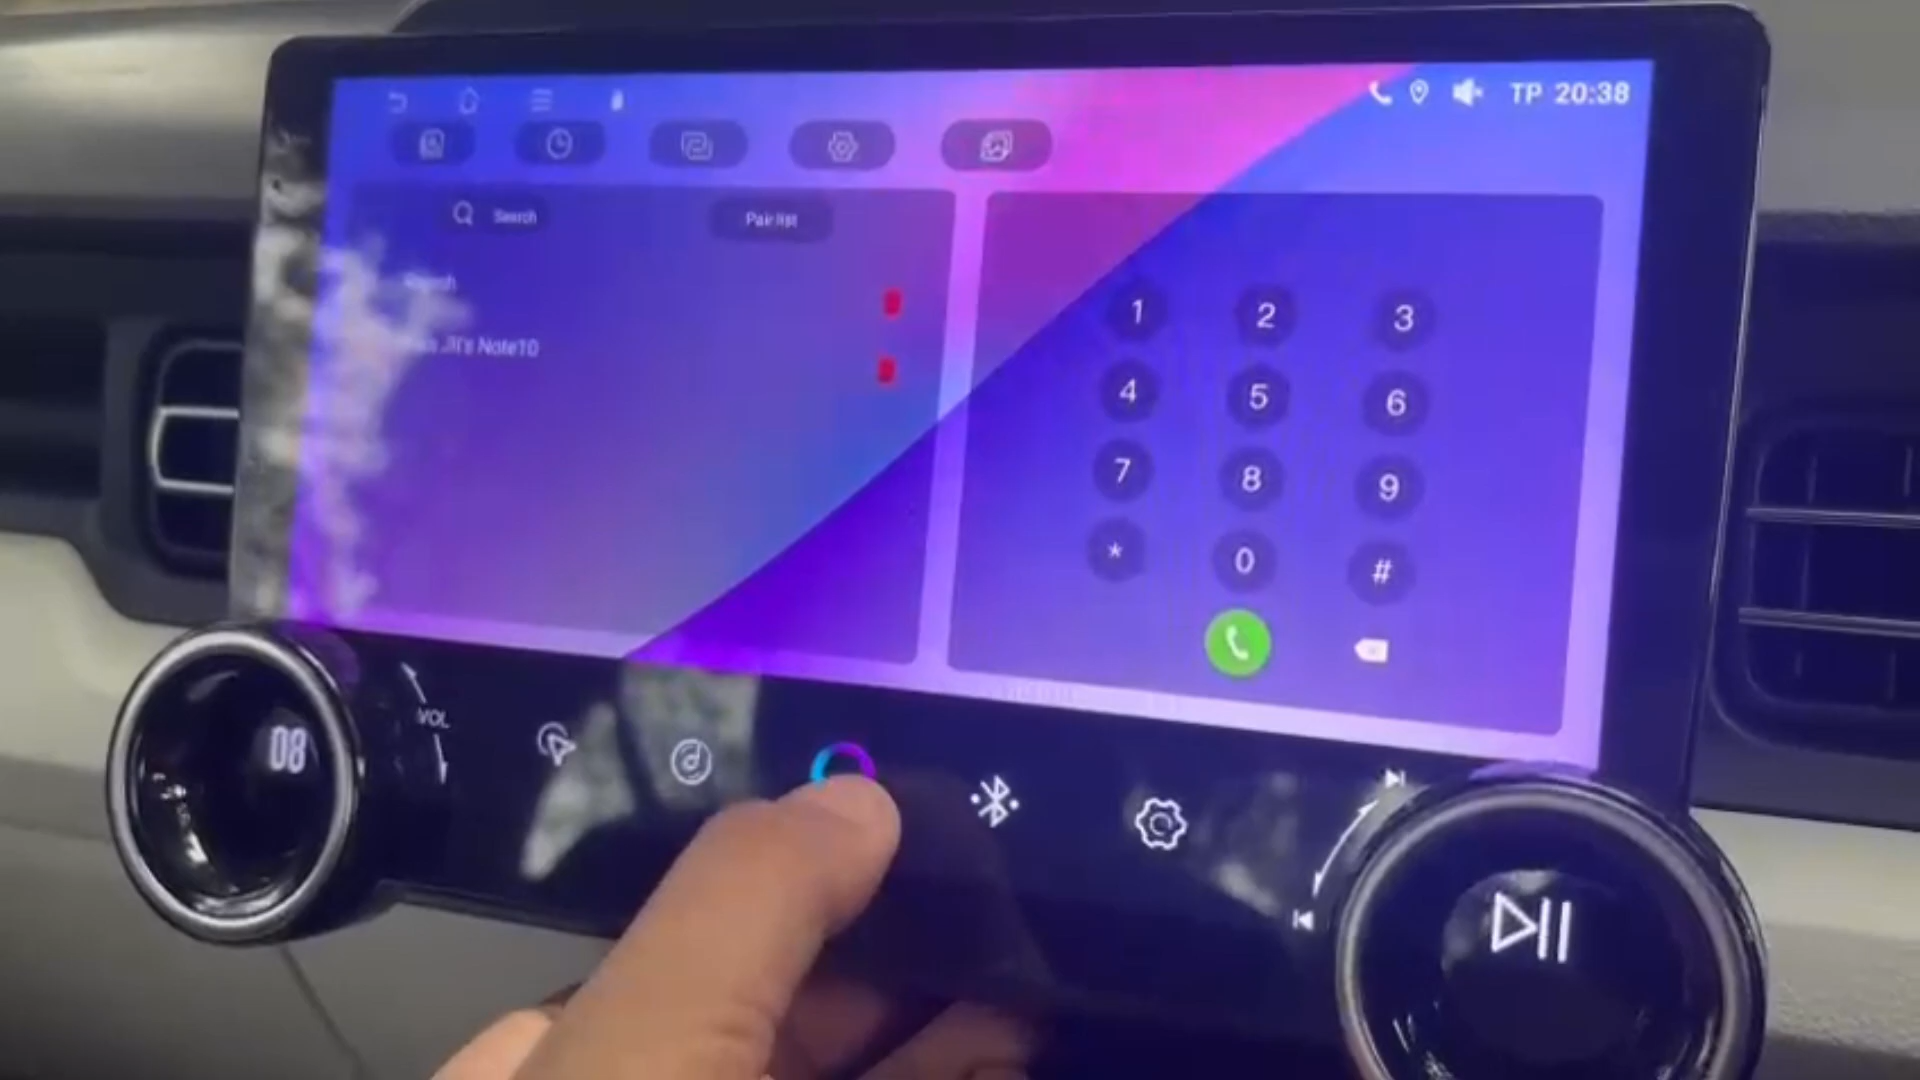 TP 20:38
Search
Pair list
Jii's Note10
1 2 3
4 5 6
7 8 9
* 0 #
VOL
08